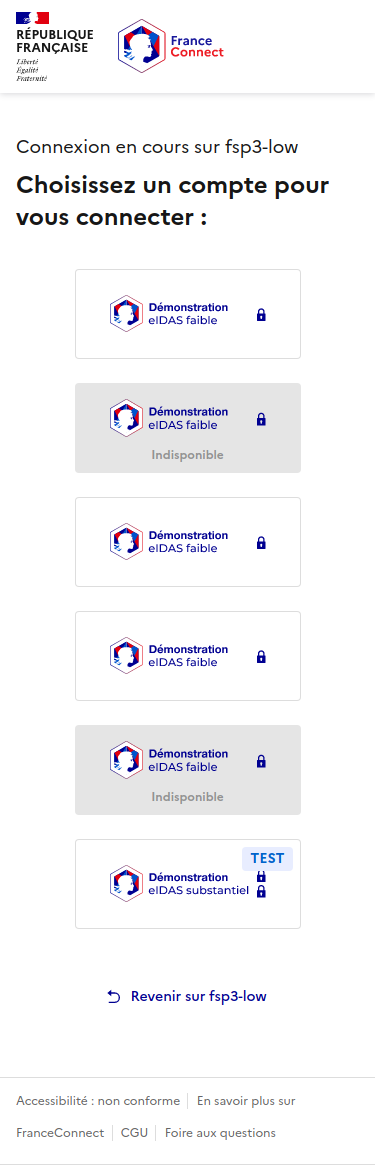 RÉPUBLIQUE
FRANÇAISE
Liberté
Égalité
Fraternité
France
Connect
Connexion en cours sur fsp3-low
Choisissez un compte pour
vous connecter :
Démonstration
eIDAS faible
Démonstration
eIDAS faible
Indisponible
Démonstration
eIDAS faible
Démonstration
eIDAS faible
Démonstration
eIDAS faible
Indisponible
TEST
Démonstration
eIDAS substantiel
Revenir sur fsp3-low
Accessibilité : non conforme En savoir plus sur
FranceConnect CGU Foire aux questions